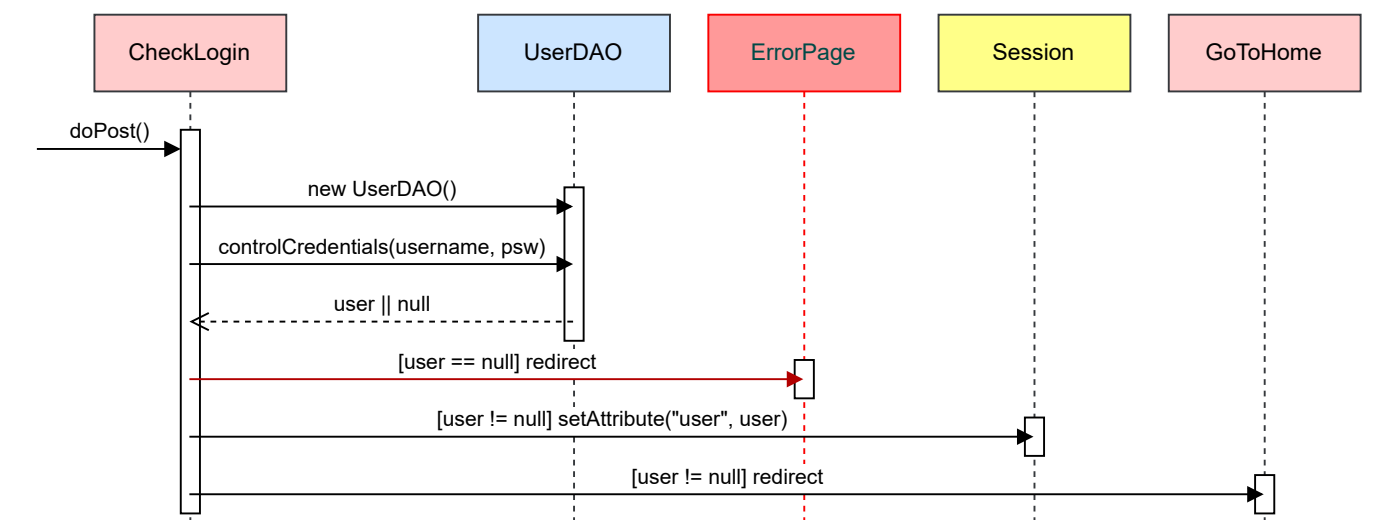 CheckLogin
UserDAO
ErrorPage
Session
GoToHome
doPost()
new UserDAO()
controlCredentials(username, psw)
user || null
[user == null] redirect
[user != null] setAttribute("user", user)
[user != null] redirect